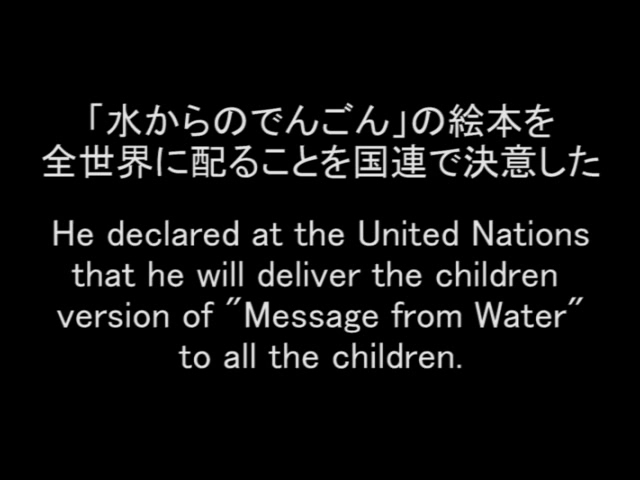 「水からのでんごん」の絵本を
全世界に配ることを国連で決意した
He declared at the United Nations
that he will deliver the children
version of "Message from Water"
to all the children.